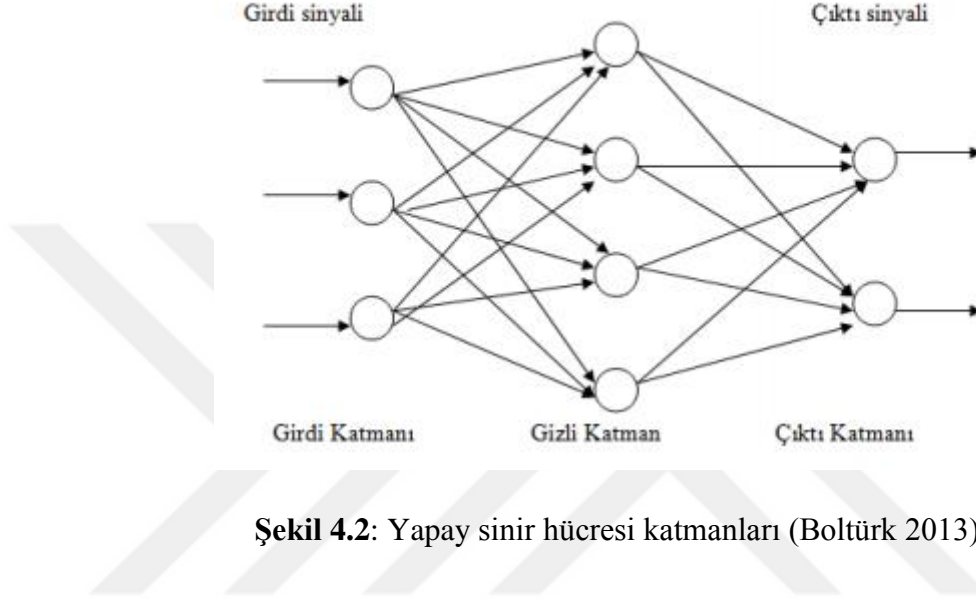 Girdi sinyali Çıktı sinyali
Girdi Katmanı Gizli Katman Çıktı Katmanı
Şekil 4.2: Yapay sinir hücresi katmanları (Boltürk 2013)